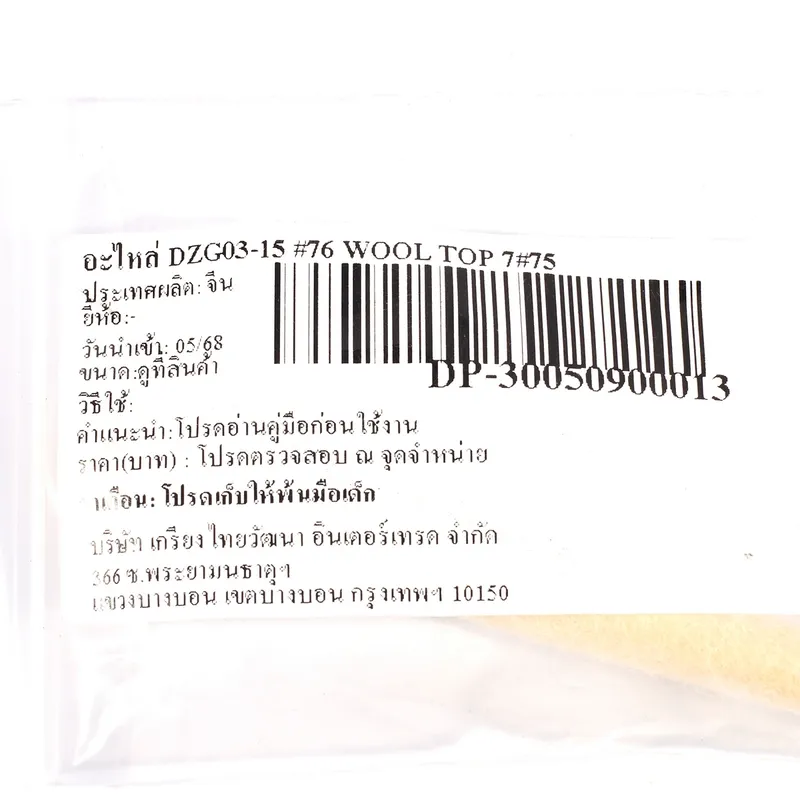 อะไหล่ DZG03-15 #76 WOOL TOP 7#75
ประเทศผลิต: จีน
ยี่ห้อ:-
วันนำเข้า: 05/68
ขนาด:ดูที่สินค้า
DP-30050900013
วิธีใช้:
คำแนะนำ:โปรดอ่านคู่มือก่อนใช้งาน
ราคา(บาท) : โปรดตรวจสอบ ณ จุดจำหน่าย
คำเตือน: โปรดเก็บให้พ้นมือเด็ก
บริษัท เกรียงไทยวัฒนา อินเตอร์เทรด จำกัด
366 ซ.พระยามนธาตุฯ
แขวงบางบอน เขตบางบอน กรุงเทพฯ 10150